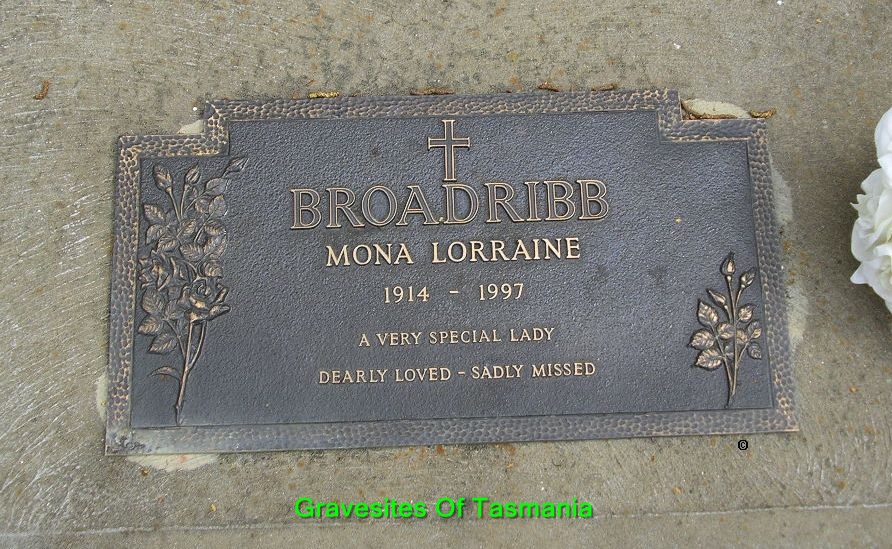 BROADRIBB
MONA LORRAINE
1914 - 1997
A VERY SPECIAL LADY
DEARLY LOVED - SADLY MISSED
©
Gravesites Of Tasmania